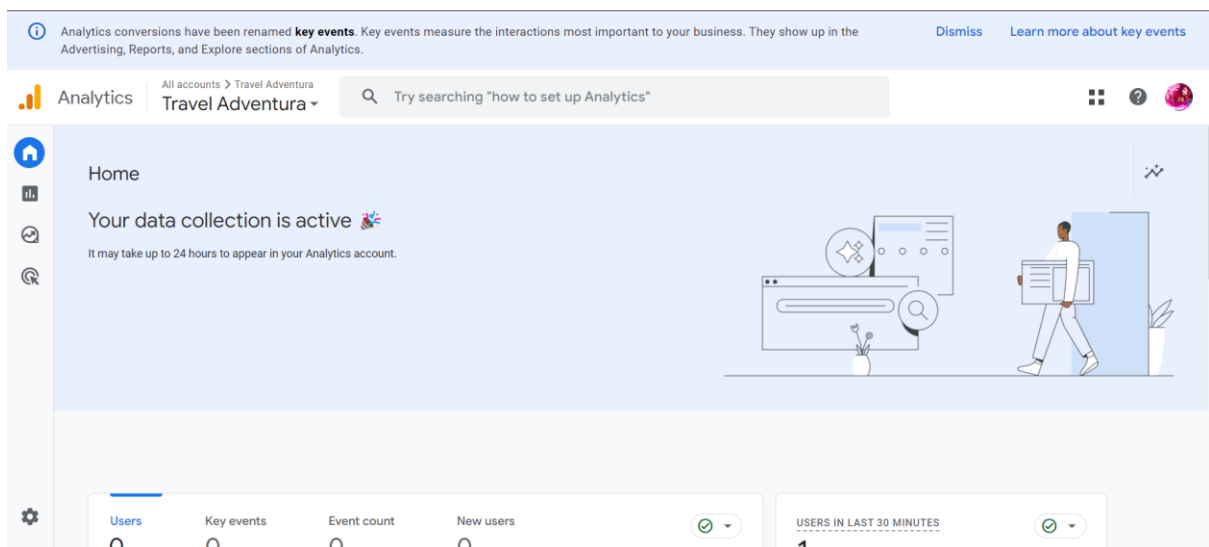 Analytics conversions have been renamed key events. Key events measure the interactions most important to your business. They show up in the
Advertising, Reports, and Explore sections of Analytics.
Dismiss
Learn more about key events
Analytics
All accounts > Travel Adventura
Travel Adventura
Try searching "how to set up Analytics"
Home
Your data collection is active 🎉
It may take up to 24 hours to appear in your Analytics account.
Users Key events Event count New users
USERS IN LAST 30 MINUTES